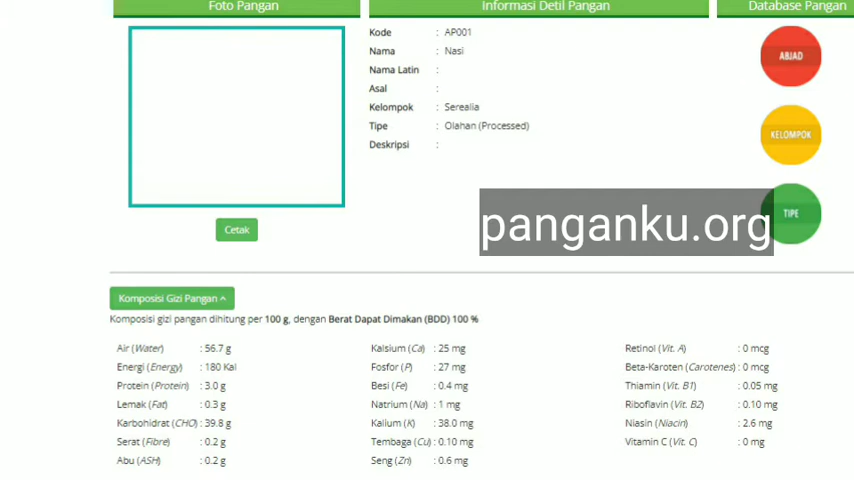 Foto Pangan
Informasi Detil Pangan
Database Pangan
Kode : AP001
Nama : Nasi
Nama Latin :
Asal :
Kelompok : Serealia
Tipe : Olahan (Processed)
Deskripsi :
ABJAD
KELOMPOK
TIPE
Cetak
panganku.org
Komposisi Gizi Pangan ^
Komposisi gizi pangan dihitung per 100 g, dengan Berat Dapat Dimakan (BDD) 100 %
Air (Water) : 56.7 g
Energi (Energy) : 180 Kal
Protein (Protein) : 3.0 g
Lemak (Fat) : 0.3 g
Karbohidrat (CHO) : 39.8 g
Serat (Fibre) : 0.2 g
Abu (ASH) : 0.2 g
Kalsium (Ca) : 25 mg
Fosfor (P) : 27 mg
Besi (Fe) : 0.4 mg
Natrium (Na) : 1 mg
Kalium (K) : 38.0 mg
Tembaga (Cu) : 0.10 mg
Seng (Zn) : 0.6 mg
Retinol (Vit. A) : 0 mcg
Beta-Karoten (Carotenes) : 0 mcg
Thiamin (Vit. B1) : 0.05 mg
Riboflavin (Vit. B2) : 0.10 mg
Niasin (Niacin) : 2.6 mg
Vitamin C (Vit. C) : 0 mg